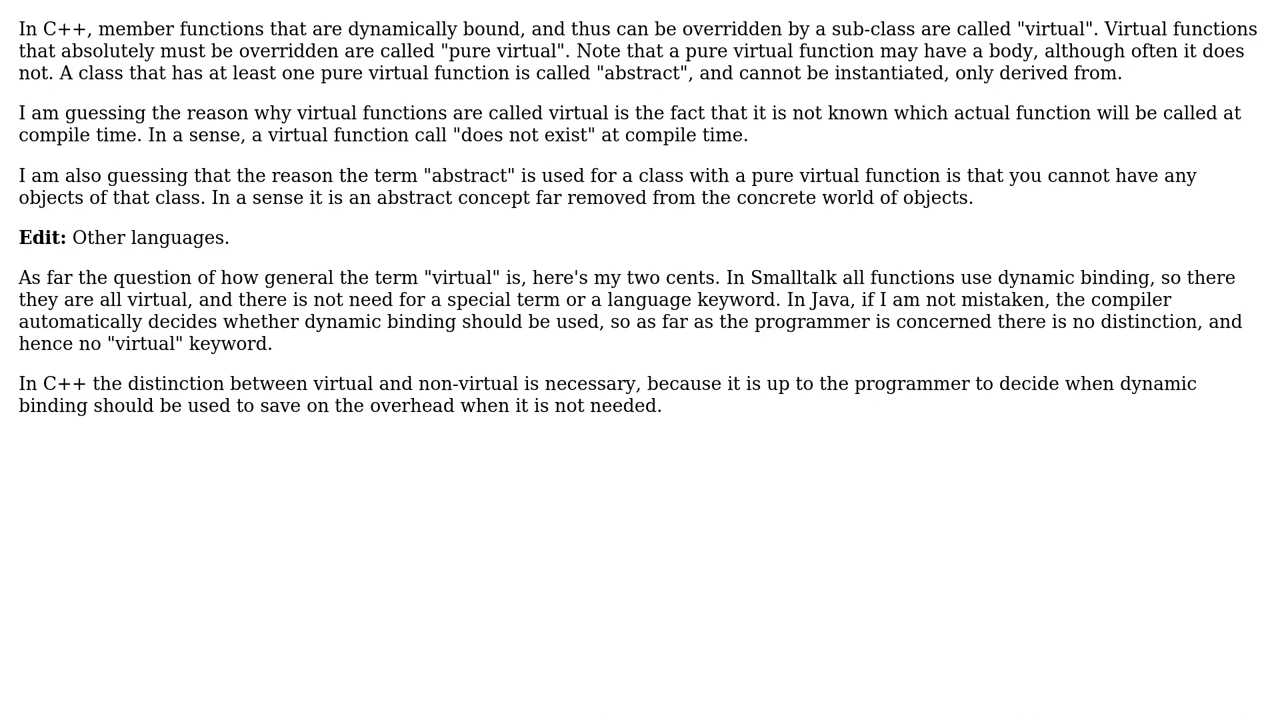 In C++, member functions that are dynamically bound, and thus can be overridden by a sub-class are called "virtual". Virtual functions
that absolutely must be overridden are called "pure virtual". Note that a pure virtual function may have a body, although often it does
not. A class that has at least one pure virtual function is called "abstract", and cannot be instantiated, only derived from.
I am guessing the reason why virtual functions are called virtual is the fact that it is not known which actual function will be called at
compile time. In a sense, a virtual function call "does not exist" at compile time.
I am also guessing that the reason the term "abstract" is used for a class with a pure virtual function is that you cannot have any
objects of that class. In a sense it is an abstract concept far removed from the concrete world of objects.
Edit: Other languages.
As far the question of how general the term "virtual" is, here's my two cents. In Smalltalk all functions use dynamic binding, so there
they are all virtual, and there is not need for a special term or a language keyword. In Java, if I am not mistaken, the compiler
automatically decides whether dynamic binding should be used, so as far as the programmer is concerned there is no distinction, and
hence no "virtual" keyword.
In C++ the distinction between virtual and non-virtual is necessary, because it is up to the programmer to decide when dynamic
binding should be used to save on the overhead when it is not needed.